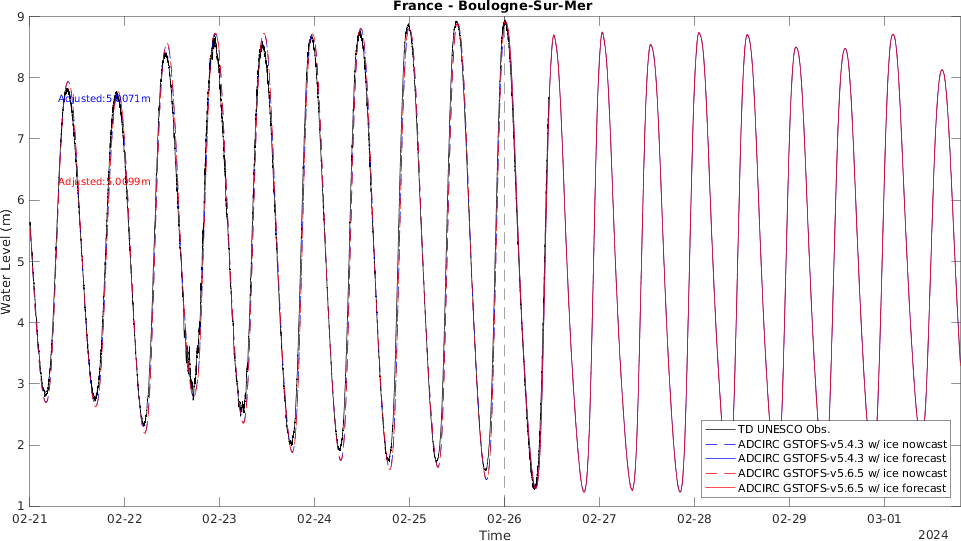 France - Boulogne-Sur-Mer
9
8
7
6
5
4
3
2
1
Water Level (m)
Adjusted:5.0071m
Adjusted:5.0099m
TD UNESCO Obs.
ADCIRC GSTOFS-v5.4.3 w/ ice nowcast
ADCIRC GSTOFS-v5.4.3 w/ ice forecast
ADCIRC GSTOFS-v5.6.5 w/ ice nowcast
ADCIRC GSTOFS-v5.6.5 w/ ice forecast
02-21 02-22 02-23 02-24 02-25 02-26 02-27 02-28 02-29 03-01
Time
2024